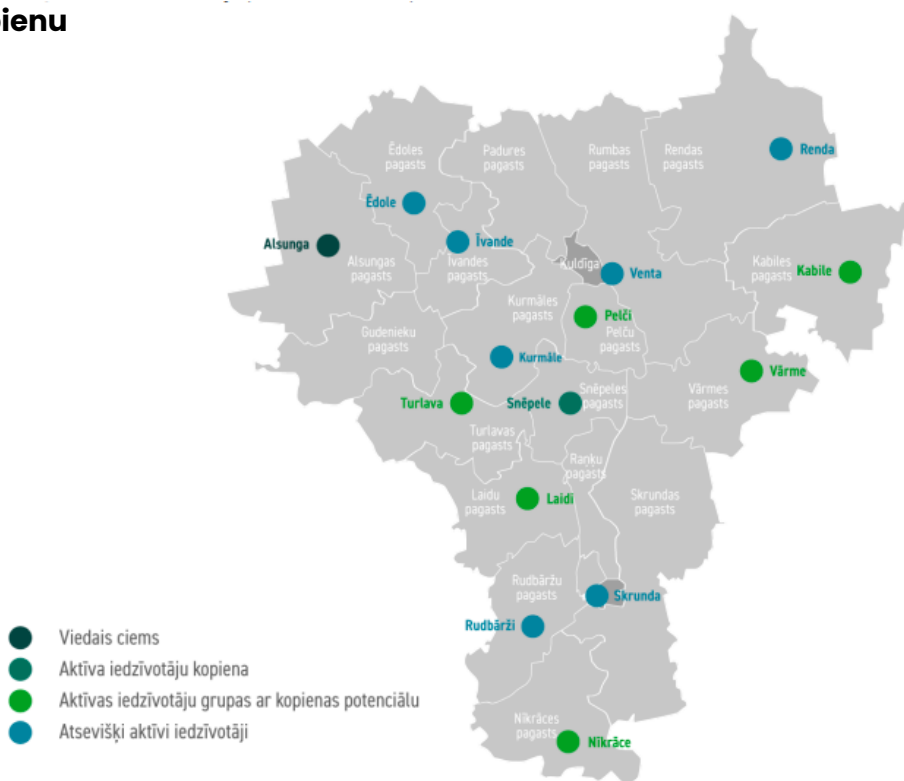 pienu
Ēdoles
pagasts
Padures
pagasts
Rumbas
pagasts
Rendas
pagasts
Renda
Ēdole
Alsunga
Īvande
Alsungas
pagasts
Īvandes
pagasts
Kuldīga
Venta
Kabiles
pagasts
Kabile
Kurmāles
pagasts
Pelči
Pelču
pagasts
Gudenieku
pagasts
Kurmāle
Vārme
Vārmes
pagasts
Turlava
Snēpele
Snēpeles
pagasts
Turlavas
pagasts
Raņķu
pagasts
Laidu
pagasts
Laidi
Skrundas
pagasts
Rudbāržu
pagasts
Skrunda
Rudbārži
Nīkrāces
pagasts
Nīkrāce
Viedais ciems
Aktīva iedzīvotāju kopiena
Aktīvas iedzīvotāju grupas ar kopienas potenciālu
Atsevišķi aktīvi iedzīvotāji